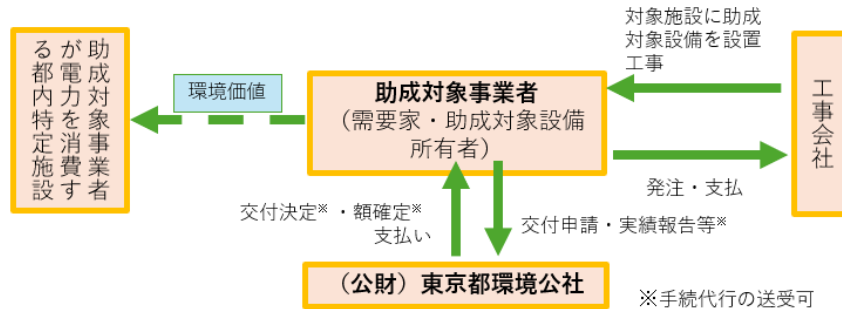 助成対象事業者
が電力を消費す
る都内特定施設
環境価値
助成対象事業者
（需要家・助成対象設備
所有者）
対象施設に助成
対象設備を設置
工事
工事会社
発注・支払
交付決定※・額確定※
支払い
交付申請・実績報告等※
（公財）東京都環境公社
※手続代行の送受可